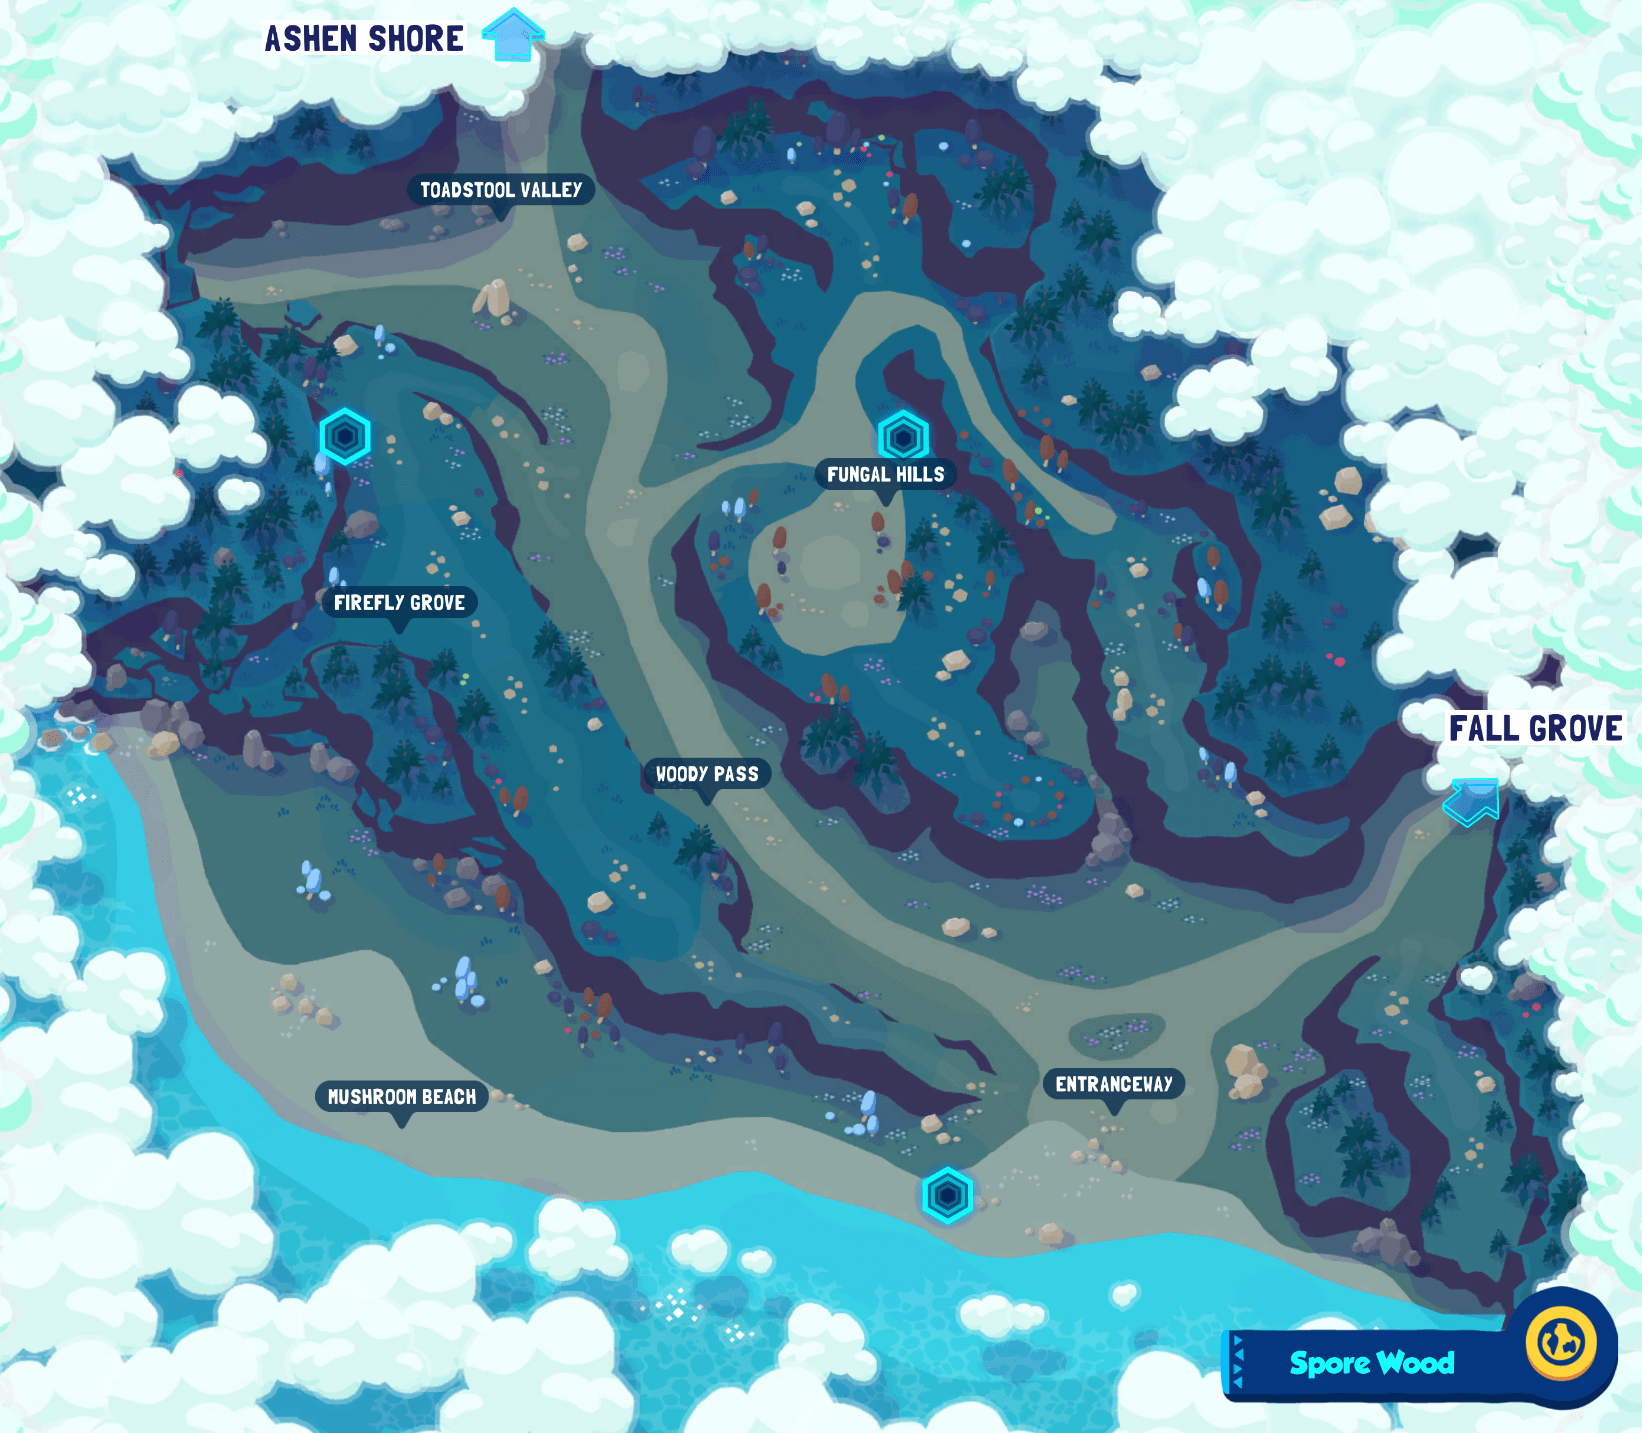 ASHEN SHORE
TOADSTOOL VALLEY
FUNGAL HILLS
FIREFLY GROVE
FALL GROVE
WOODY PASS
ENTRANCEWAY
MUSHROOM BEACH
Spore Wood